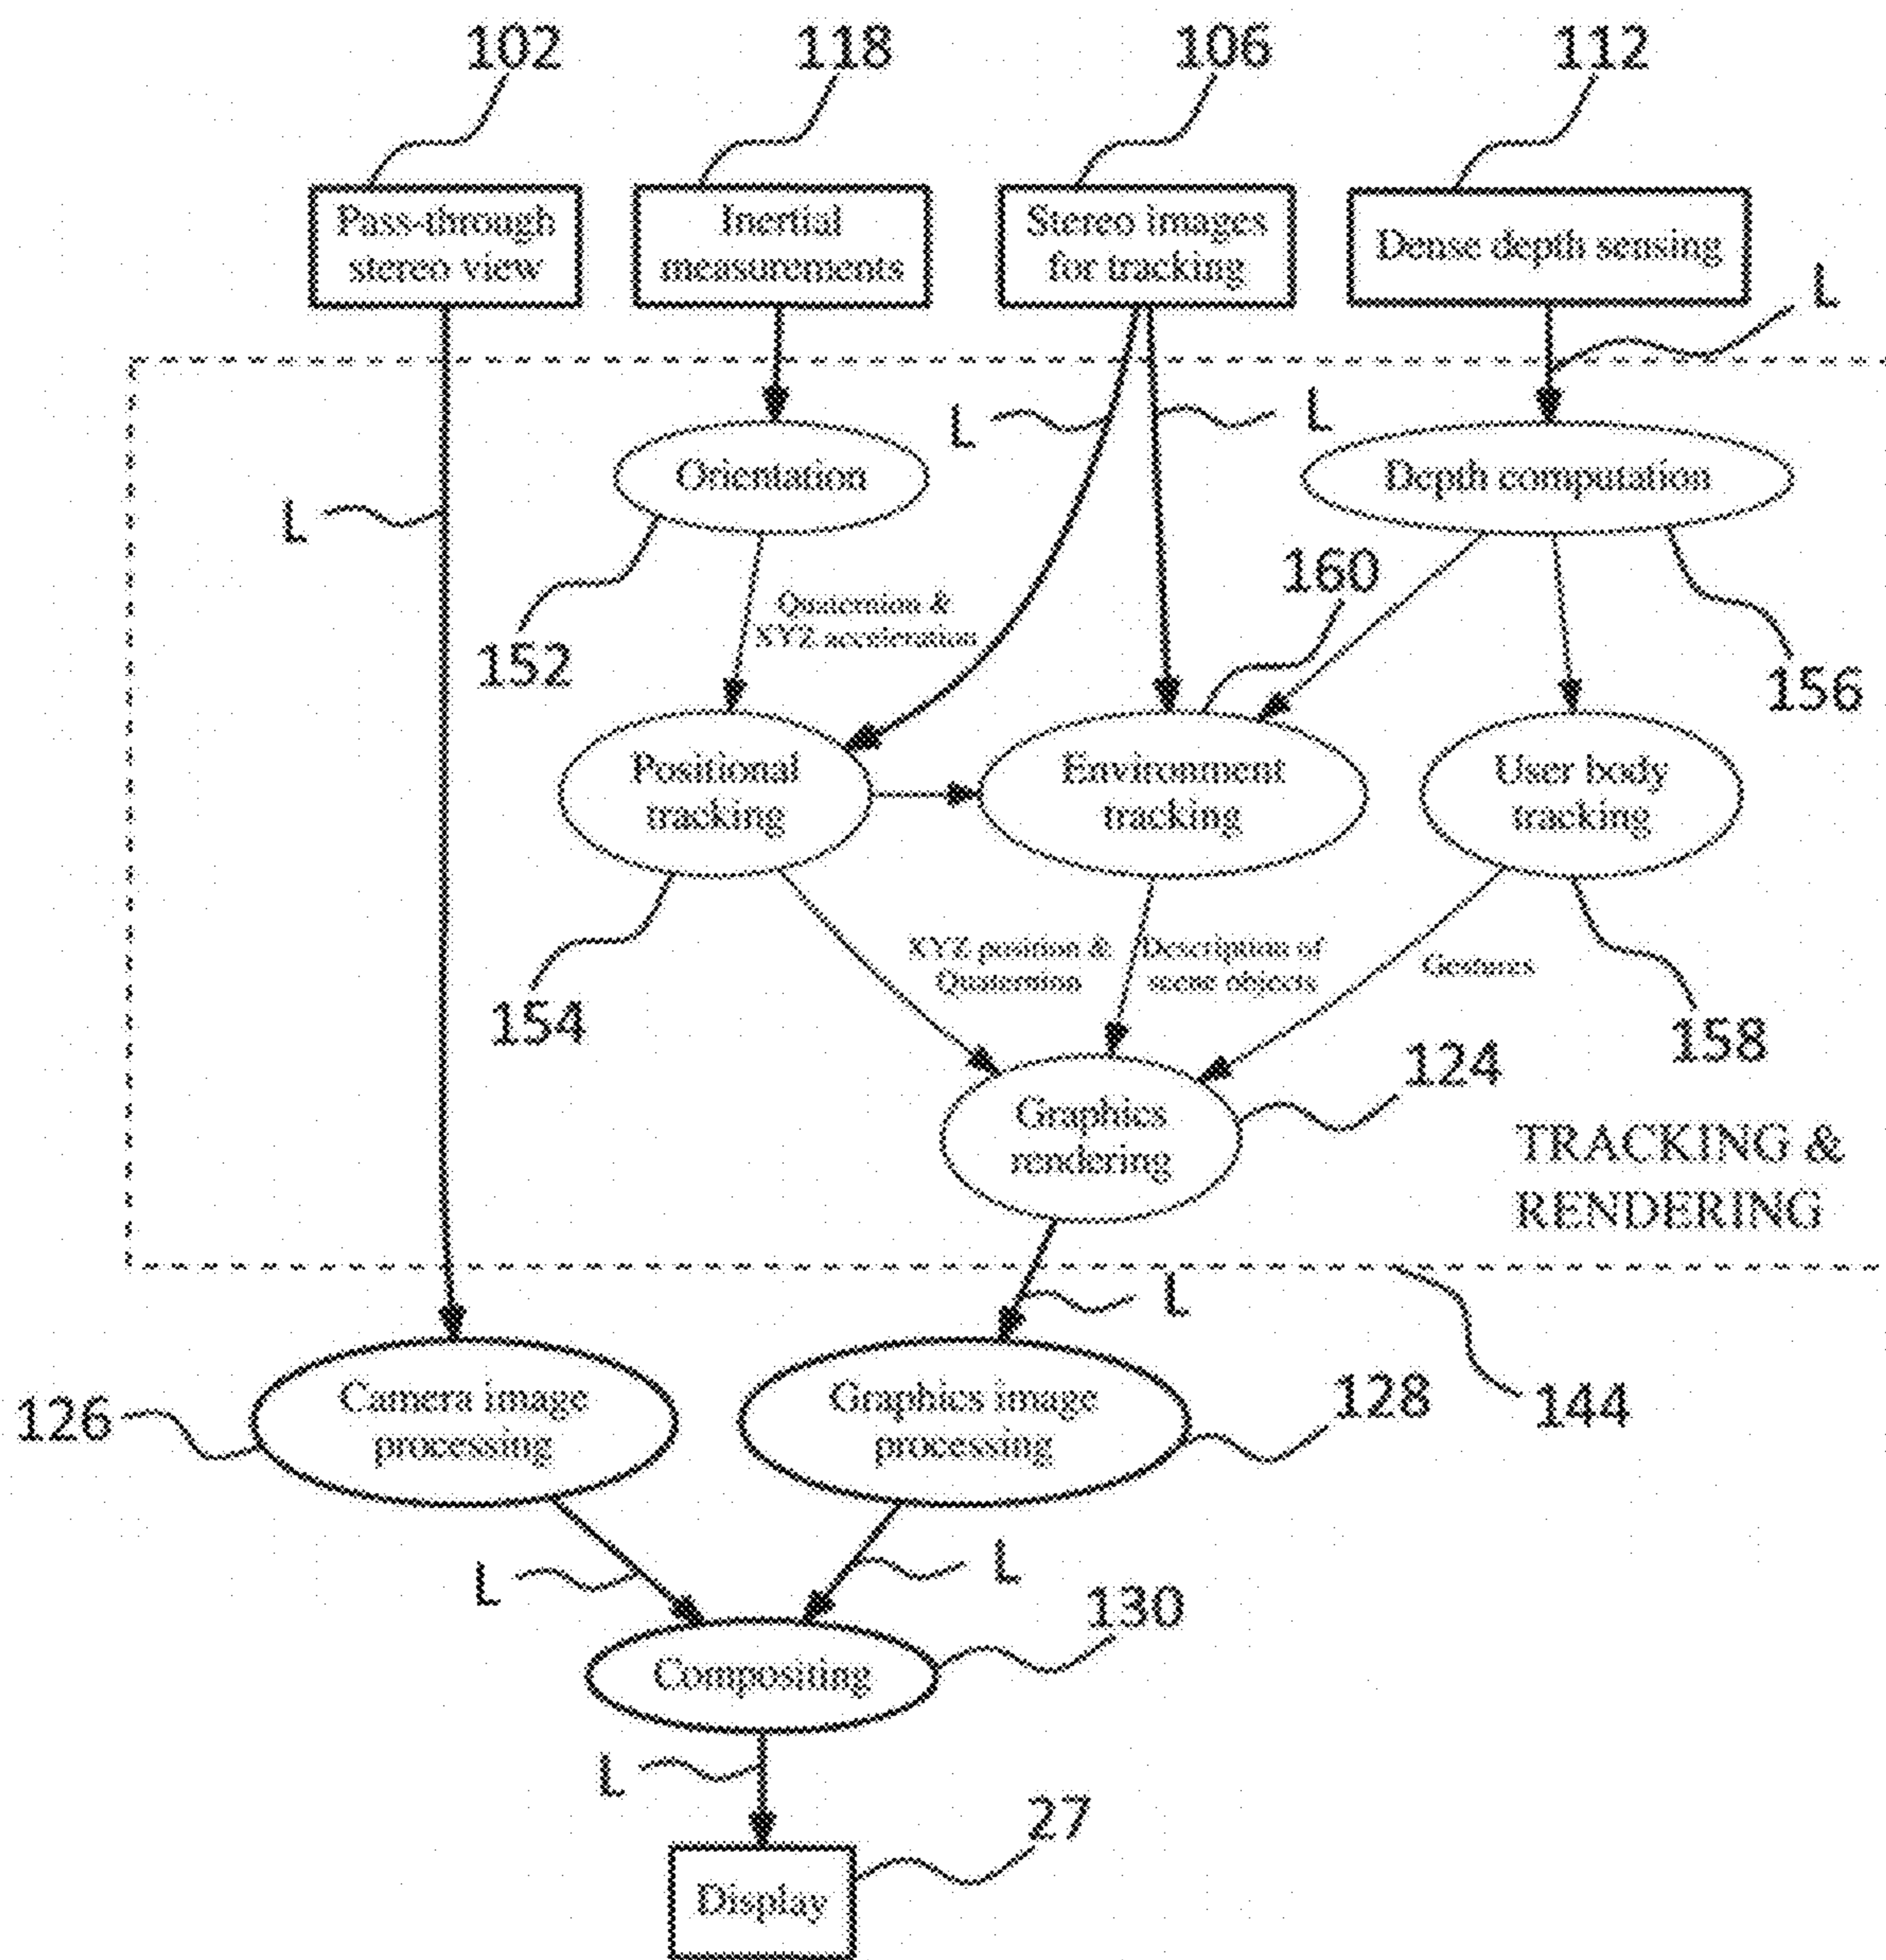 102
118
106
112
Pass-through
stereo view
Inertial
measurements
Stereo images
for tracking
Dense depth sensing
L
L
L
Orientation
Depth computation
L
160
Quaternion &
XYZ accleration
152
156
Positional
tracking
Environment
tracking
User body
tracking
XYZ position &
Quaternion
Description of
scene objects
Gestures
154
158
124
Graphics
rendering
TRACKING &
RENDERING
L
126
Camera image
processing
Graphics image
processing
128
144
L
L
130
Compositing
L
27
Display